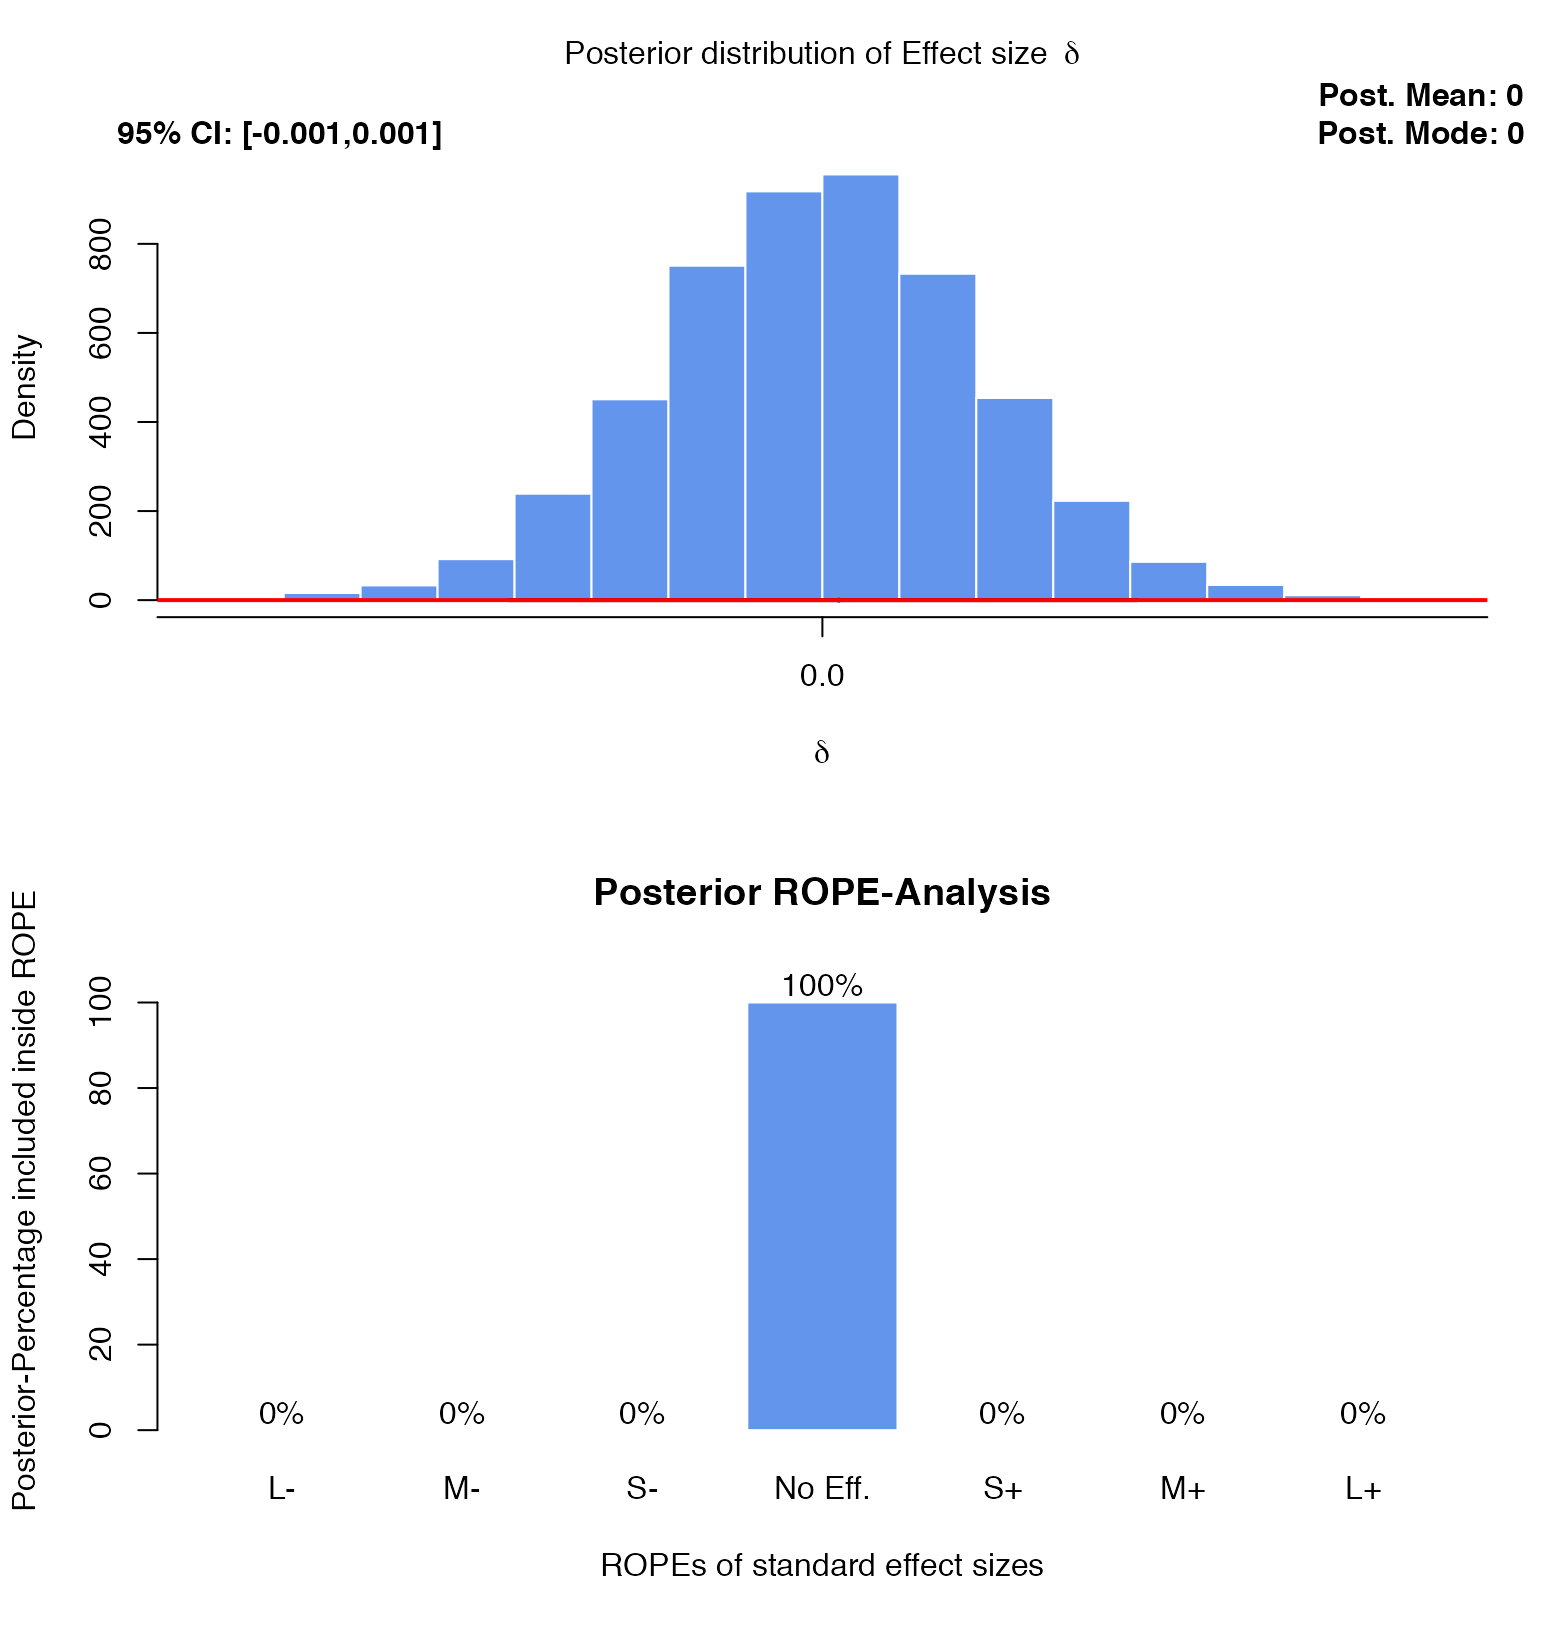 Posterior distribution of Effect size δ
Post. Mean: 0
95% CI: [-0.001,0.001]
Post. Mode: 0
Density
800
600
400
200
0
0.0
δ
Posterior ROPE-Analysis
Posterior-Percentage included inside ROPE
100
80
60
40
20
0
100%
0% 0% 0% 0% 0% 0%
L- M- S- No Eff. S+ M+ L+
ROPEs of standard effect sizes